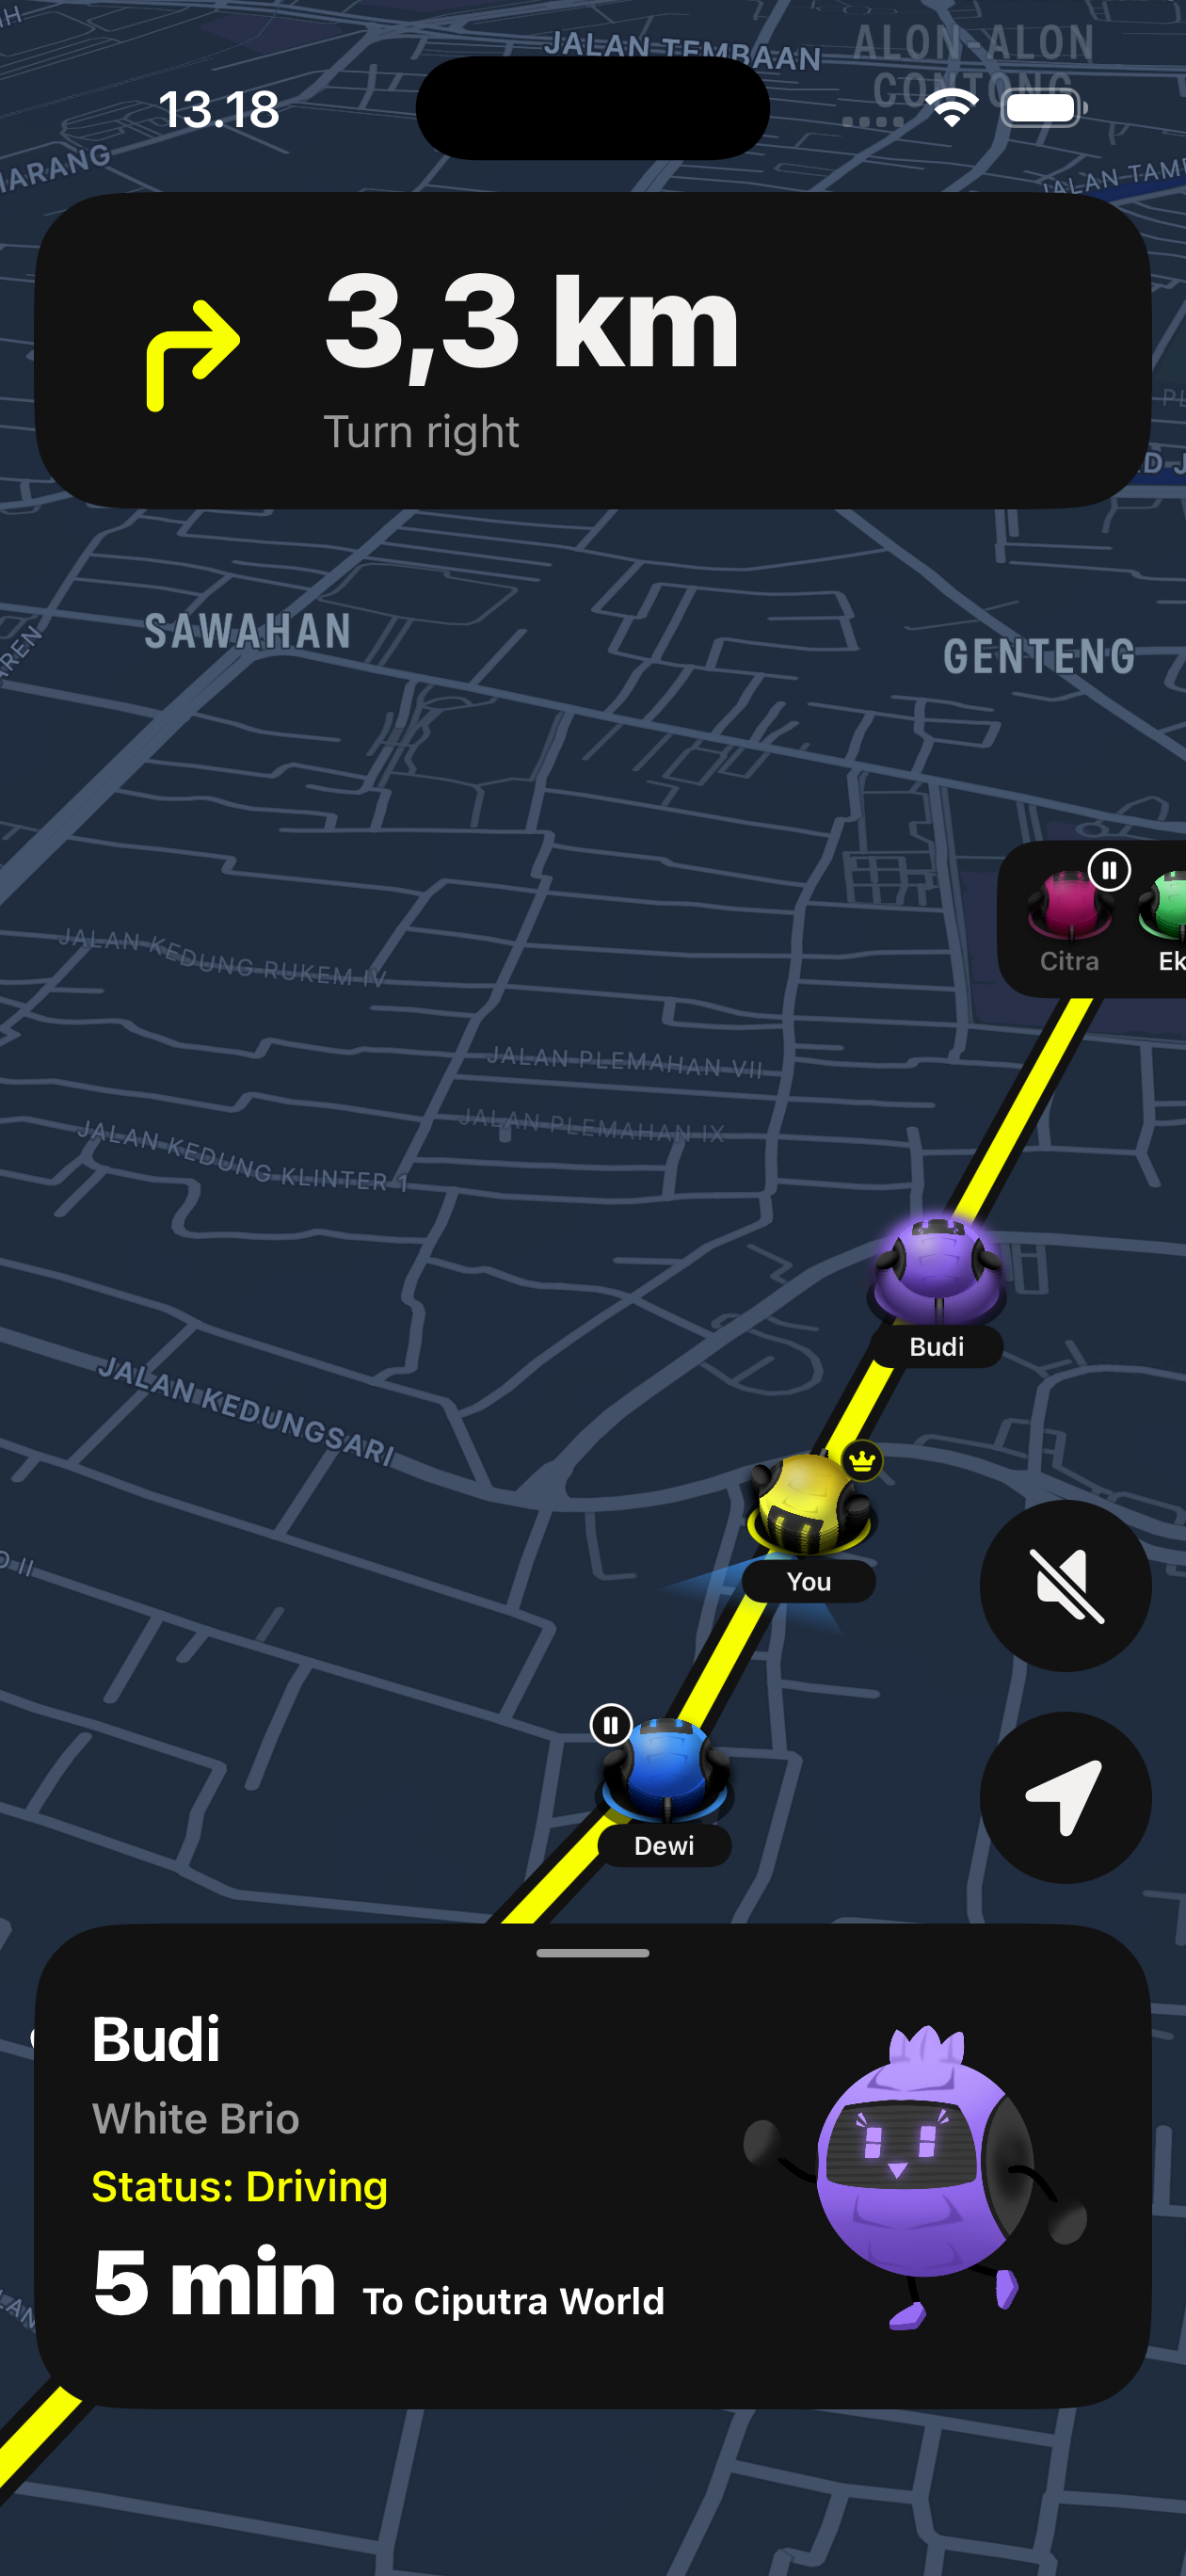 JALAN TEMBAAN
ALON-ALON
CONTONG
13.18
3,3 km
Turn right
SAWAHAN
GENTENG
Citra
JALAN KEDUNG RUKEM IV
JALAN PLEMAHAN VII
JALAN PLEMAHAN IX
JALAN KEDUNG KLINTER 1
Budi
JALAN KEDUNGSARI
You
Dewi
Budi
White Brio
Status: Driving
5 min To Ciputra World